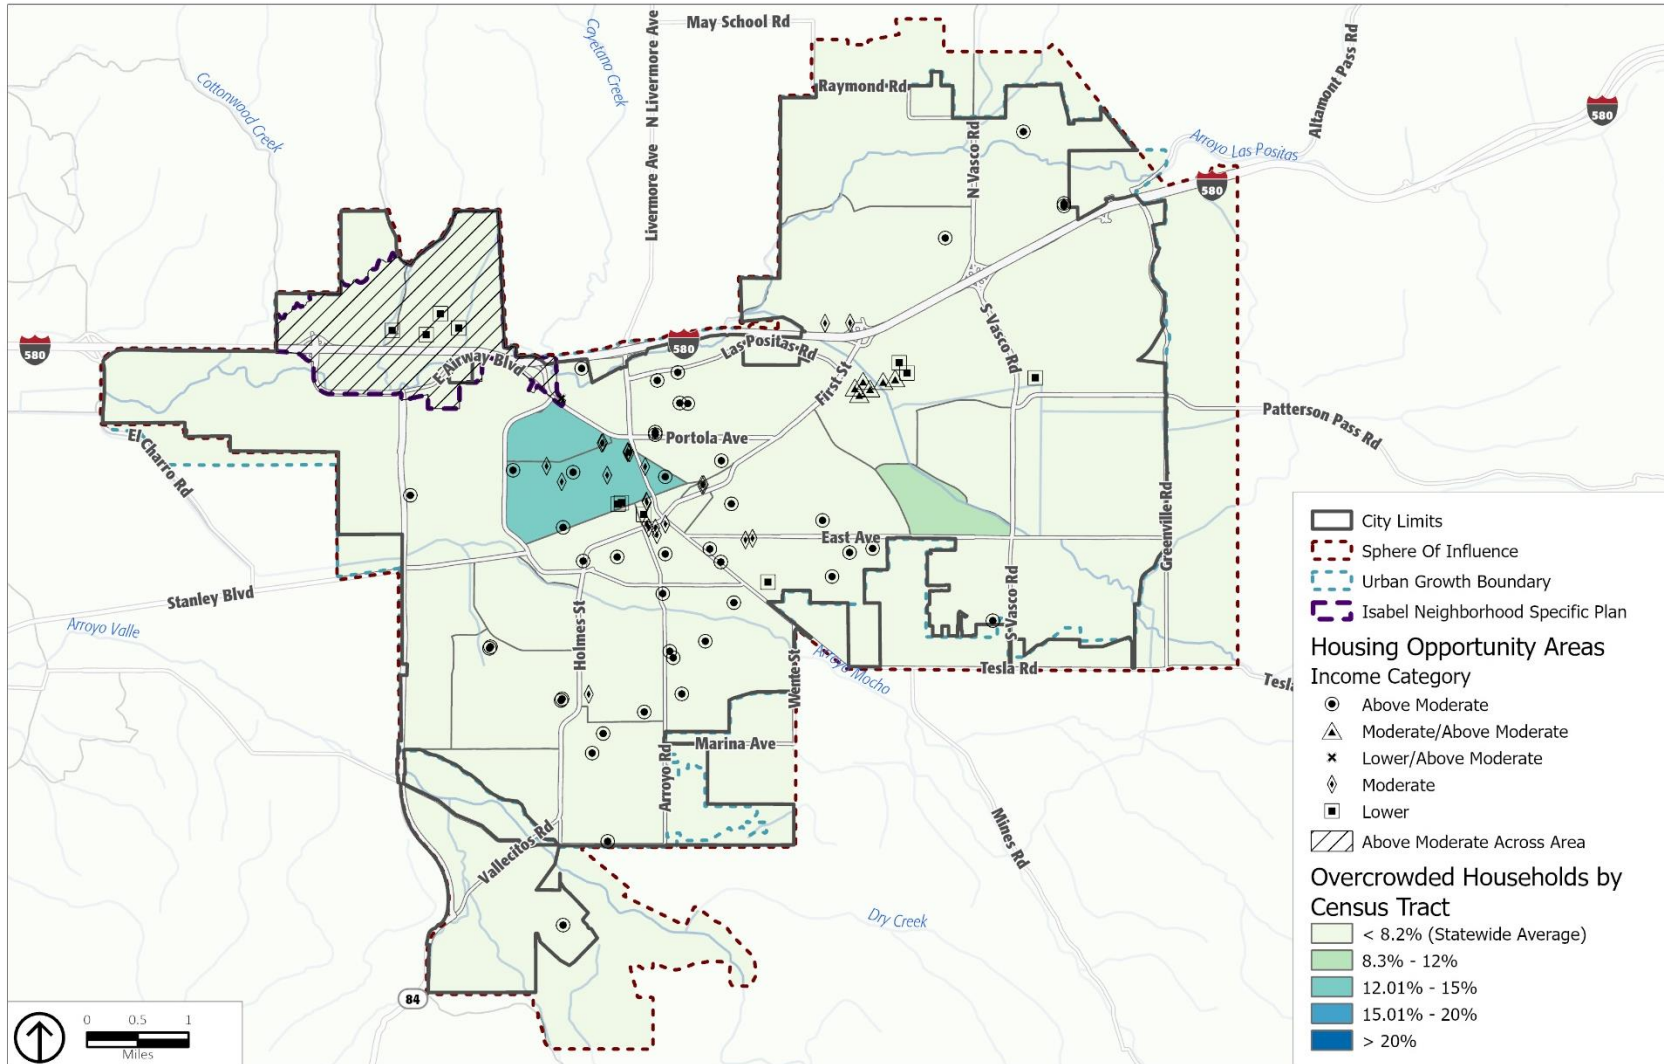 May School Rd
N Livermore Ave
Cayetano Creek
Cottonwood Creek
Livermore Ave
Raymond Rd
N Vasco Rd
Altamont Pass Rd
580
Arroyo Las Positas
580
580
580
E Airway Blvd
Las Positas Rd
First St
S Vasco Rd
Patterson Pass Rd
El Charro Rd
Portola Ave
East Ave
Greenville Rd
Stanley Blvd
Arroyo Valle
Holmes St
S Vasco Rd
Tesla Rd
Arroyo Mocho
Wente St
Marina Ave
Arroyo Rd
Mines Rd
Vallecitos Rd
Dry Creek
84
0 0.5 1
Miles
City Limits
Sphere Of Influence
Urban Growth Boundary
Isabel Neighborhood Specific Plan
Housing Opportunity Areas
Income Category
Above Moderate
Moderate/Above Moderate
Lower/Above Moderate
Moderate
Lower
Above Moderate Across Area
Overcrowded Households by
Census Tract
< 8.2% (Statewide Average)
8.3% - 12%
12.01% - 15%
15.01% - 20%
> 20%